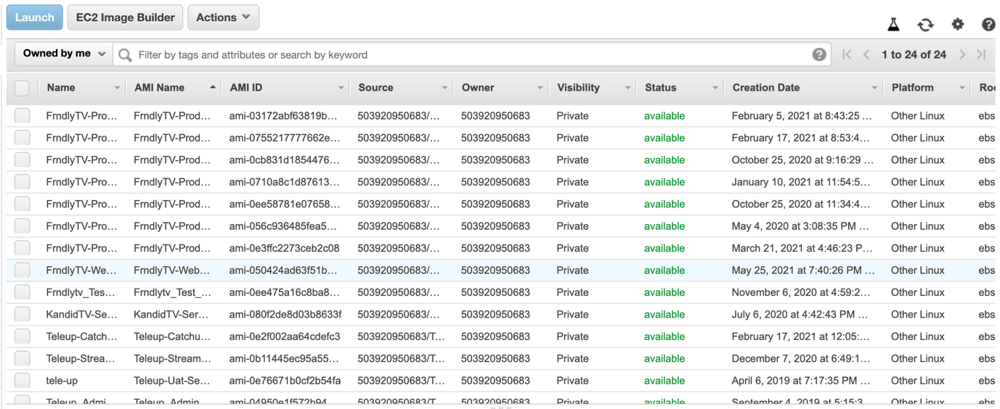 Launch EC2 Image Builder Actions
Owned by me Filter by tags and attributes or search by keyword 1 to 24 of 24
Name AMI Name AMI ID Source Owner Visibility Status Creation Date Platform Roo
FrndlyTV-Pro... FrndlyTV-Prod... ami-03172abf63819b... 503920950683/... 503920950683 Private available February 5, 2021 at 8:43:25 ... Other Linux ebs
FrndlyTV-Pro... FrndlyTV-Prod... ami-0755217777662e... 503920950683/... 503920950683 Private available February 17, 2021 at 8:53:4... Other Linux ebs
FrndlyTV-Pro... FrndlyTV-Prod... ami-0cb831d1854476... 503920950683/... 503920950683 Private available October 25, 2020 at 9:16:29 ... Other Linux ebs
FrndlyTV-Pro... FrndlyTV-Prod... ami-0710a8c1d87613... 503920950683/... 503920950683 Private available January 10, 2021 at 11:54:5... Other Linux ebs
FrndlyTV-Pro... FrndlyTV-Prod... ami-0ee58781e07658... 503920950683/... 503920950683 Private available October 25, 2020 at 11:34:4... Other Linux ebs
FrndlyTV-Pro... FrndlyTV-Prod... ami-056c936485fea5... 503920950683/... 503920950683 Private available May 4, 2020 at 3:08:35 PM ... Other Linux ebs
FrndlyTV-Pro... FrndlyTV-Prod... ami-0e3ffc2273ceb2c08 503920950683/... 503920950683 Private available March 21, 2021 at 4:46:23 P... Other Linux ebs
FrndlyTV-We... FrndlyTV-Web... ami-050424ad63f51b... 503920950683/... 503920950683 Private available May 25, 2021 at 7:40:26 PM ... Other Linux ebs
Frndlytv_Tes... Frndlytv_Test_... ami-0ee475a16c8ba8... 503920950683/... 503920950683 Private available November 6, 2020 at 4:59:2... Other Linux ebs
KandidTV-Se... KandidTV-Ser... ami-080f2de8d03b8633f 503920950683/... 503920950683 Private available July 6, 2020 at 4:42:43 PM ... Other Linux ebs
Teleup-Catch... Teleup-Catchu... ami-0e2f002aa64cdefc3 503920950683/T... 503920950683 Private available February 17, 2021 at 12:05:... Other Linux ebs
Teleup-Strea... Teleup-Stream... ami-0b11445ec95a55... 503920950683/T... 503920950683 Private available December 7, 2020 at 6:49:1... Other Linux ebs
tele-up Teleup-Uat-Se... ami-0e76671b0cf2b54fa 503920950683/T... 503920950683 Private available April 6, 2019 at 7:17:35 PM ... Other Linux ebs
Teleup_Admi Teleup_Admin ami-04950e1f572b94 503920950683/T 503920950683 Private available September 4, 2019 at 5:15:3 Other Linux ebs